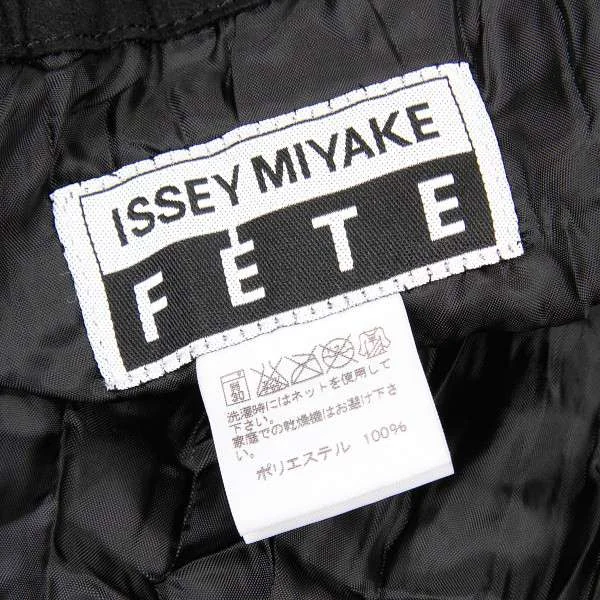 ISSEY MIYAKE
FÊTE
30
洗濯時にはネットを使用して
下さい。
家庭での乾燥機はお避け下さ
い。
ポリエステル 100%